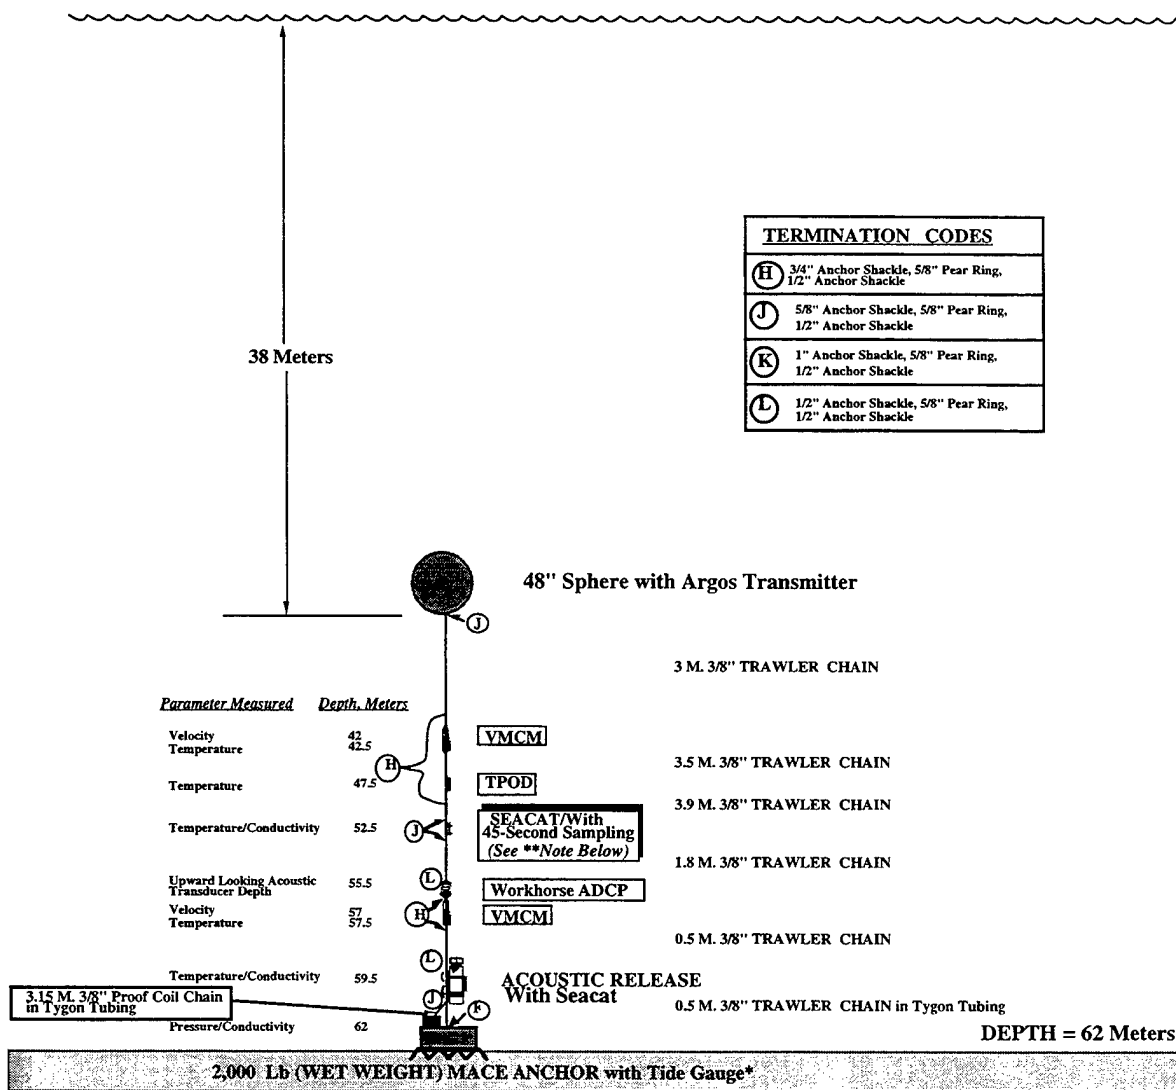 TERMINATION CODES
H 3/4" Anchor Shackle, 5/8" Pear Ring,
1/2" Anchor Shackle
J 5/8" Anchor Shackle, 5/8" Pear Ring,
1/2" Anchor Shackle
K 1" Anchor Shackle, 5/8" Pear Ring,
1/2" Anchor Shackle
L 1/2" Anchor Shackle, 5/8" Pear Ring,
1/2" Anchor Shackle
38 Meters
48" Sphere with Argos Transmitter
J
3 M. 3/8" TRAWLER CHAIN
Parameter Measured Depth, Meters
Velocity 42
Temperature 42.5
VMCM
H
3.5 M. 3/8" TRAWLER CHAIN
Temperature 47.5
TPOD
3.9 M. 3/8" TRAWLER CHAIN
Temperature/Conductivity 52.5
J
SEACAT/With
45-Second Sampling
(See **Note Below)
1.8 M. 3/8" TRAWLER CHAIN
Upward Looking Acoustic
Transducer Depth 55.5
L
Workhorse ADCP
Velocity 57
Temperature 57.5
H
VMCM
0.5 M. 3/8" TRAWLER CHAIN
L
Temperature/Conductivity 59.5
ACOUSTIC RELEASE
With Seacat
3.15 M. 3/8" Proof Coil Chain
in Tygon Tubing
J
0.5 M. 3/8" TRAWLER CHAIN in Tygon Tubing
Pressure/Conductivity 62
DEPTH = 62 Meters
2,000 Lb (WET WEIGHT) MACE ANCHOR with Tide Gauge*